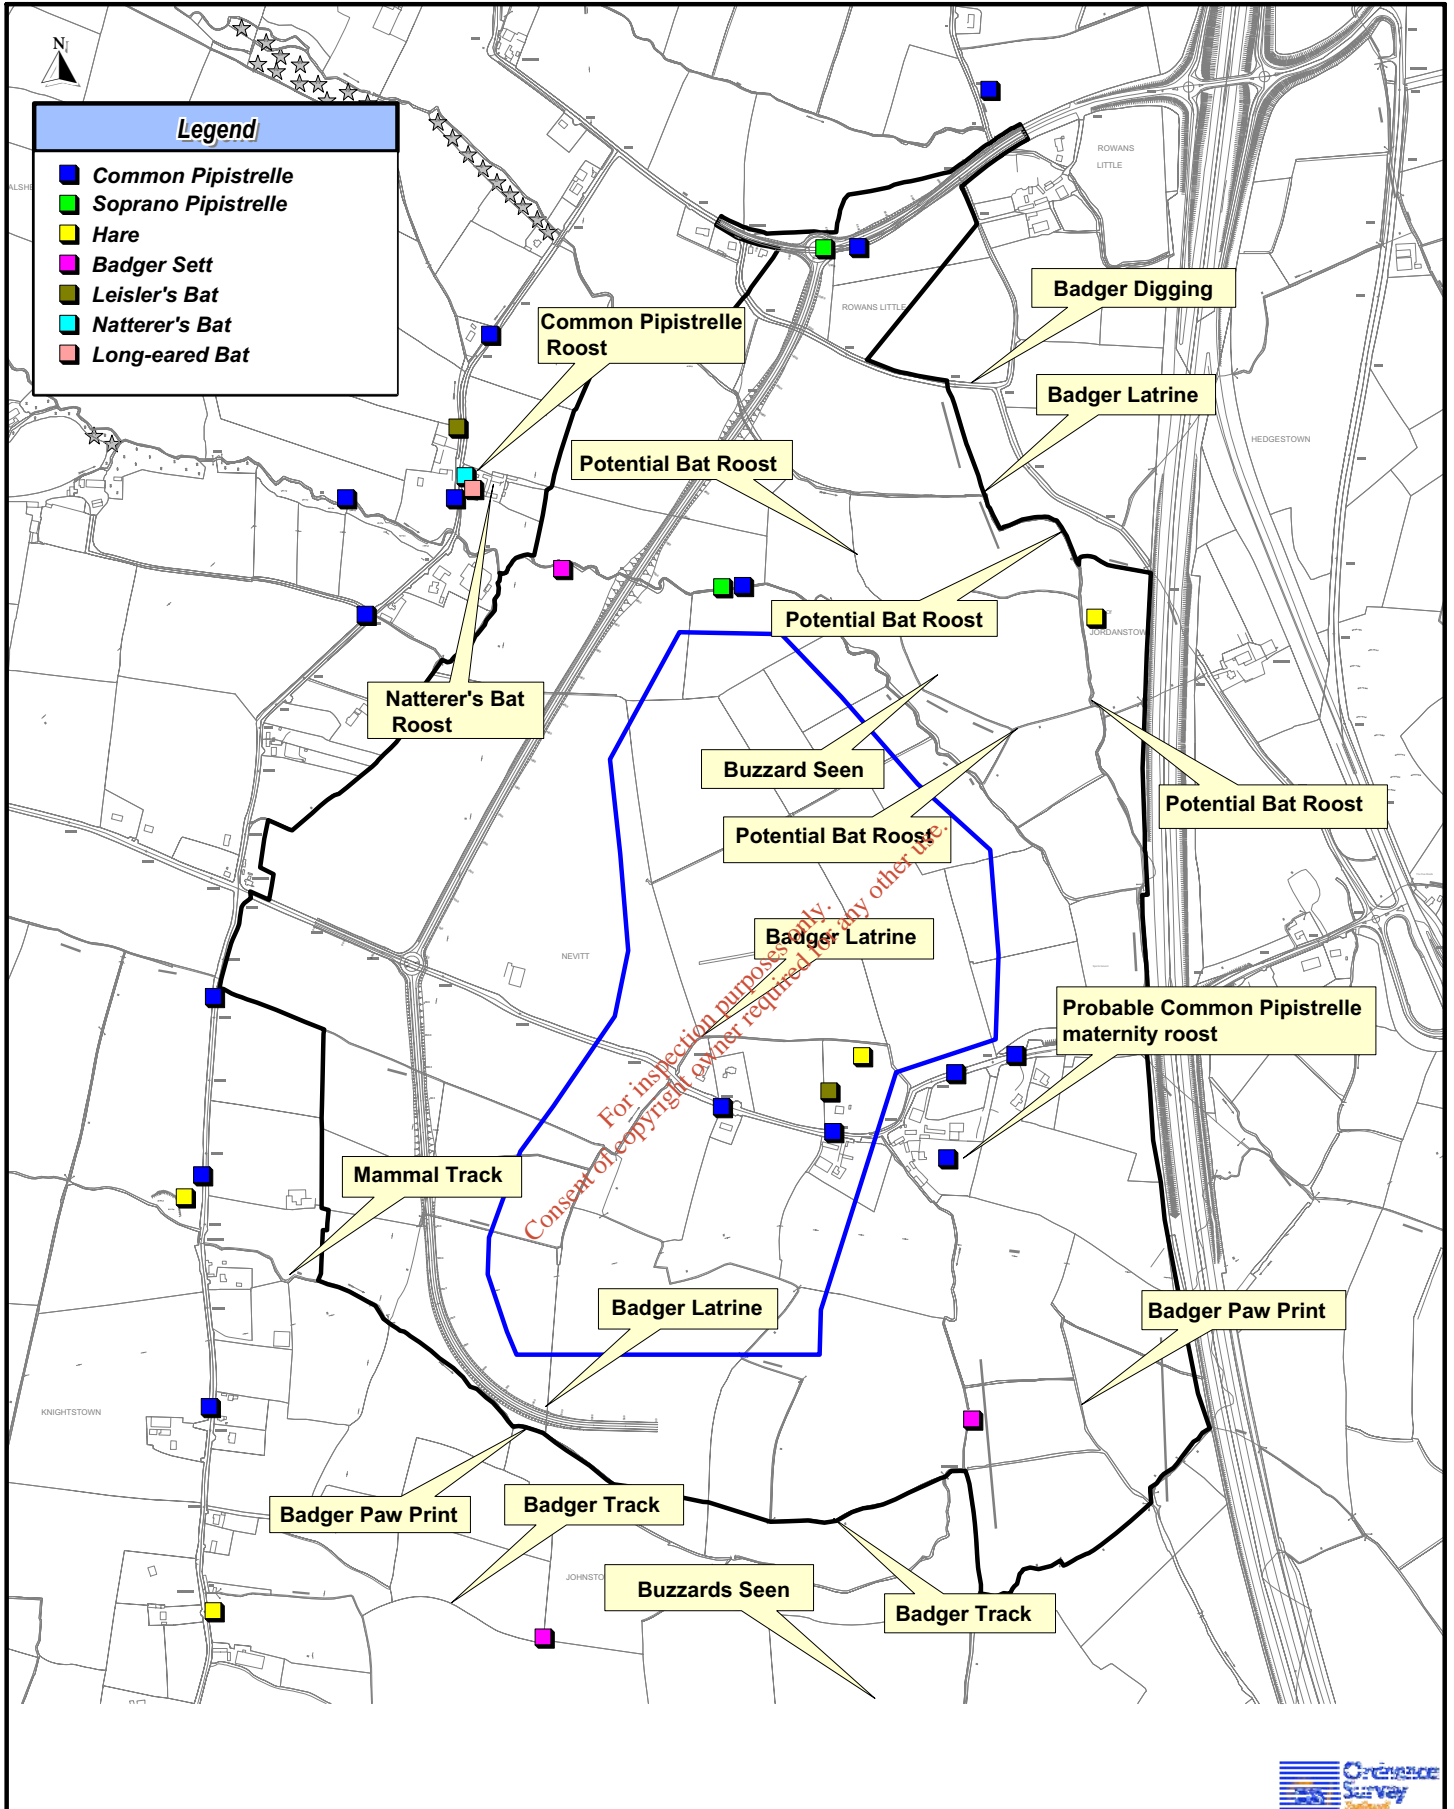 N
Legend
Common Pipistrelle
Soprano Pipistrelle
Hare
Badger Sett
Leisler's Bat
Natterer's Bat
Long-eared Bat
ROWANS
LITTLE
Badger Digging
ROWANS LITTLE
Common Pipistrelle
Roost
Badger Latrine
HEDGESTOWN
Potential Bat Roost
Potential Bat Roost
JORDANSTOW
Natterer's Bat
Roost
Buzzard Seen
Potential Bat Roost
Potential Bat Roost
Badger Latrine
NEVITT
For inspection purposes only.
Consent of copyright owner required for any other use.
Probable Common Pipistrelle
maternity roost
Mammal Track
Badger Latrine
Badger Paw Print
KNIGHTSTOWN
Badger Paw Print
Badger Track
JOHNSTO
Buzzards Seen
Badger Track
Ordnance
Survey